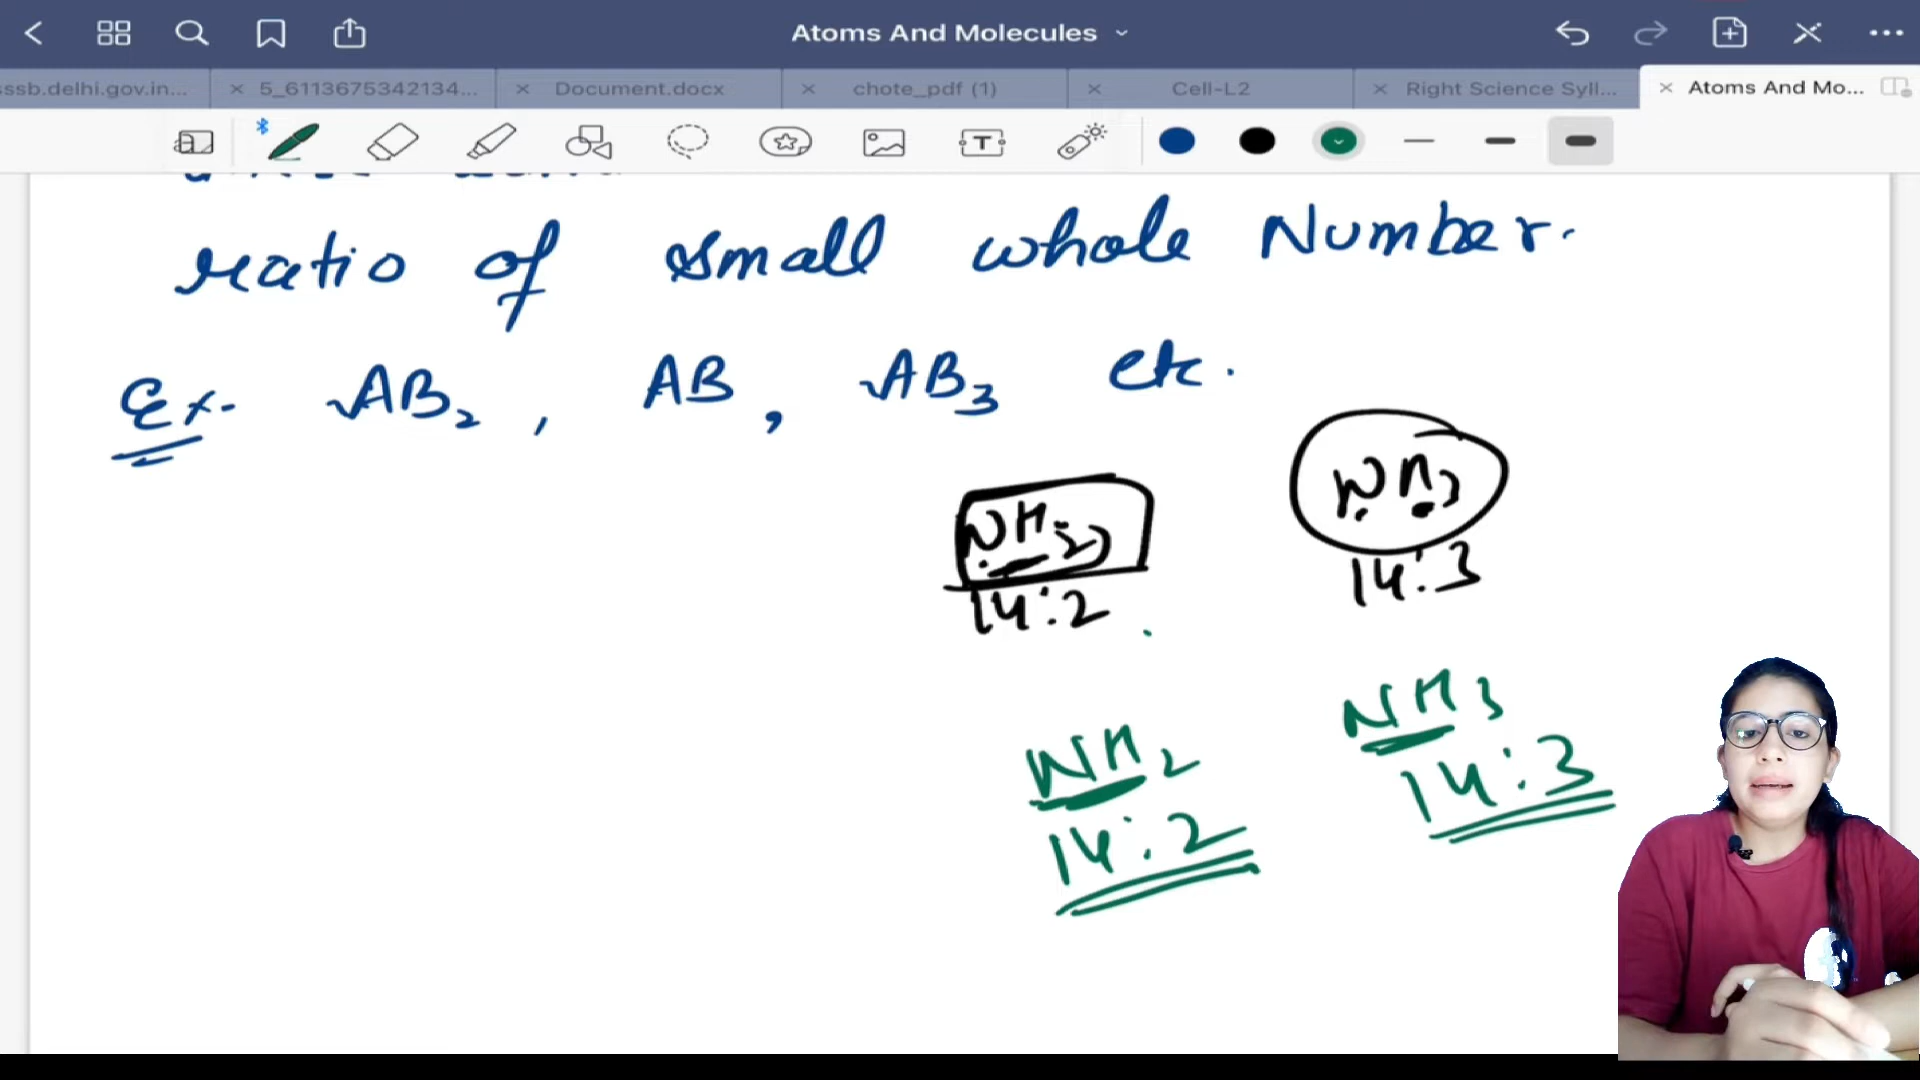 Atoms And Molecules
sssb.delhi.gov.in... 5_6113675342134... Document.docx chote_pdf (1) Cell-L2 Right Science Syll... Atoms And Mo...
ratio of small whole Number.
Ex. AB2, AB, AB3 etc.
NH2 NH3
14:2 14:3
NH2 NH3
14:2 14:3